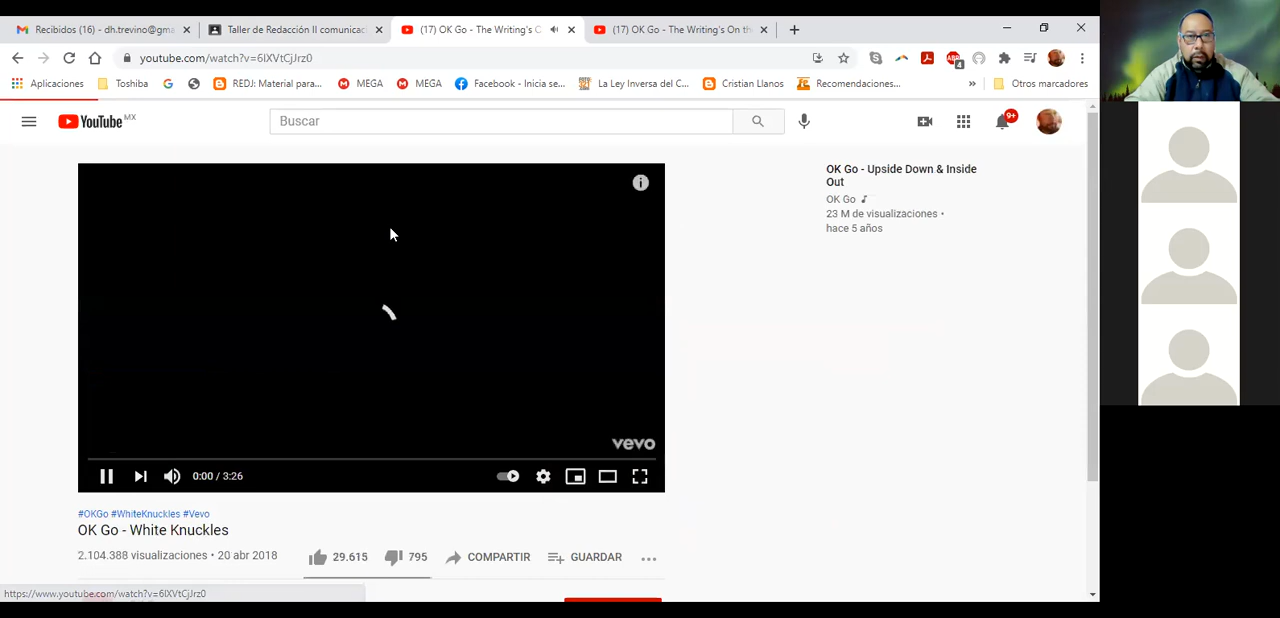 Recibidos (16) - dh.trevino@gma
Taller de Redacción II comunicac
(17) OK Go - The Writing's O
(17) OK Go - The Writing's On th
youtube.com/watch?v=6IXVtCjJrz0
4
Aplicaciones
Toshiba
REDJ: Material para...
MEGA
MEGA
Facebook - Inicia se...
La Ley Inversa del C...
Cristian Llanos
Recomendaciones...
»
Otros marcadores
YouTube MX
Buscar
9+
OK Go - Upside Down & Inside
Out
OK Go
23 M de visualizaciones •
hace 5 años
vevo
0:00 / 3:26
#OKGo #WhiteKnuckles #Vevo
OK Go - White Knuckles
2.104.388 visualizaciones • 20 abr 2018
29.615
795
COMPARTIR
GUARDAR
https://www.youtube.com/watch?v=6IXVtCjJrz0